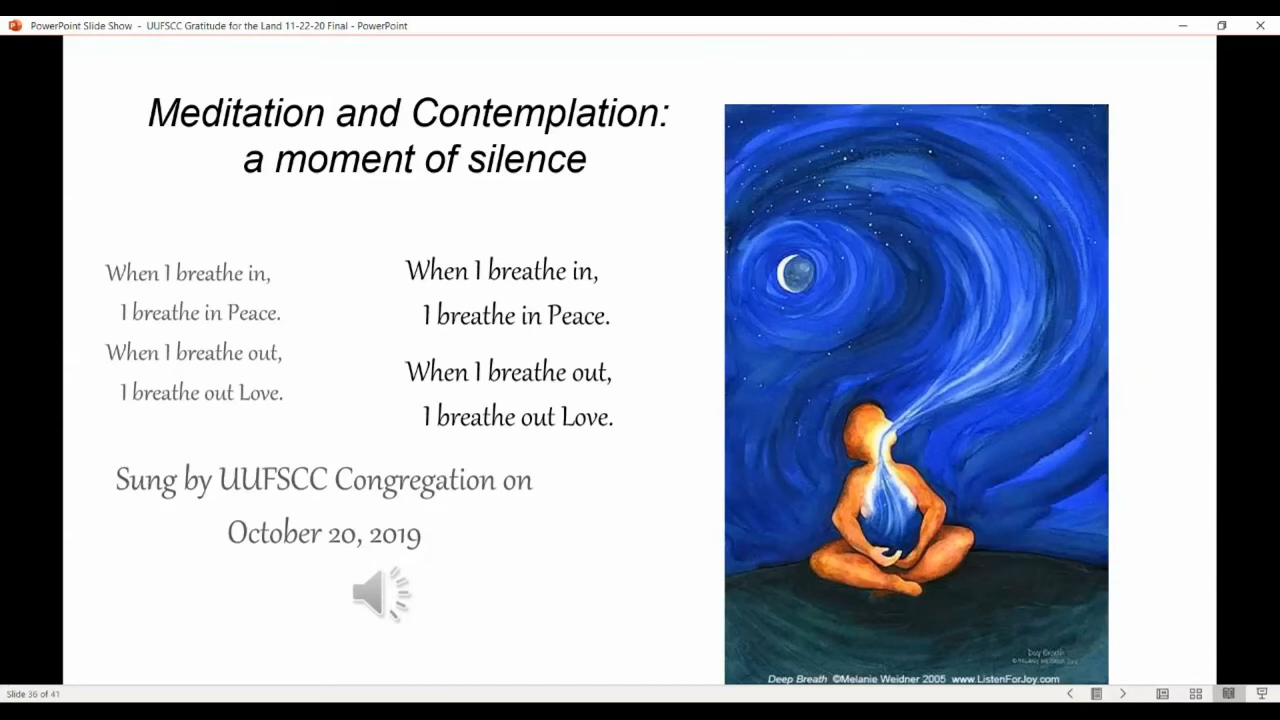 PowerPoint Slide Show - UUFSCC Gratitude for the Land 11-22-20 Final - PowerPoint
Meditation and Contemplation:
a moment of silence
When I breathe in,
I breathe in Peace.
When I breathe out,
I breathe out Love.
When I breathe in,
I breathe in Peace.
When I breathe out,
I breathe out Love.
Sung by UUFSCC Congregation on
October 20, 2019
Deep Breath ©Melanie Weidner 2005 www.ListenForJoy.com
Slide 36 of 41